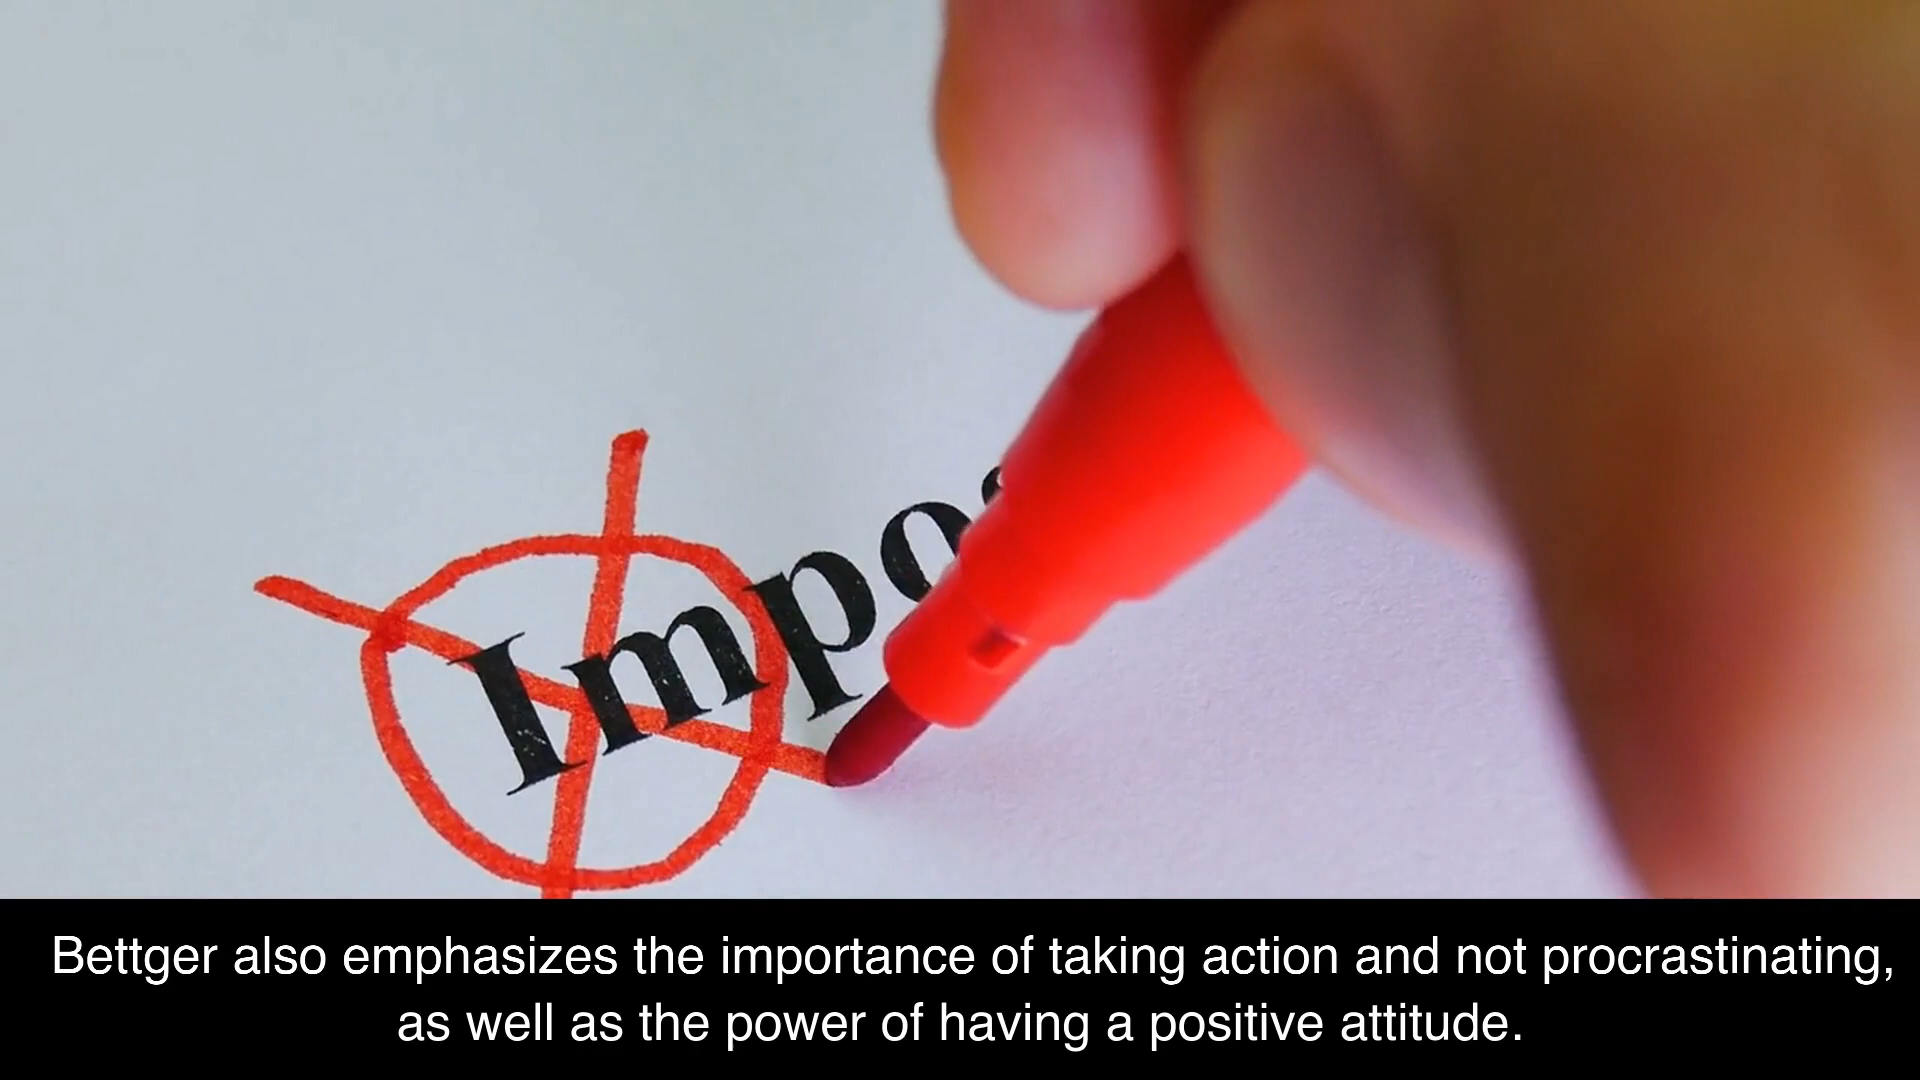 Impo
Bettger also emphasizes the importance of taking action and not procrastinating,
as well as the power of having a positive attitude.